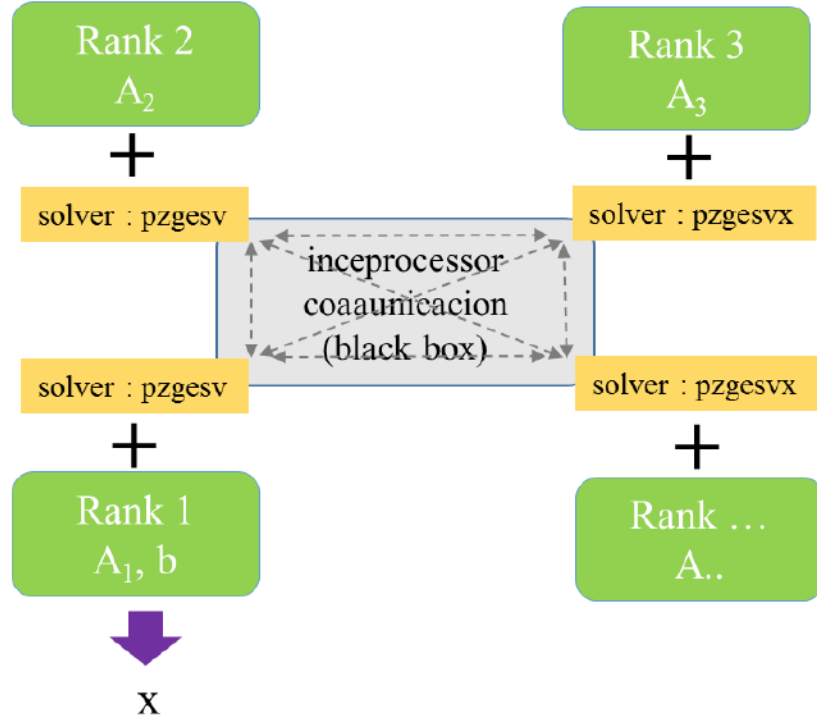 Rank 2
A₂
Rank 3
A₃
+
+
solver : pzgesv
solver : pzgesvx
inceprocessor
coaaunicacion
(black box)
solver : pzgesv
solver : pzgesvx
+
+
Rank 1
A₁, b
Rank ...
A..
x